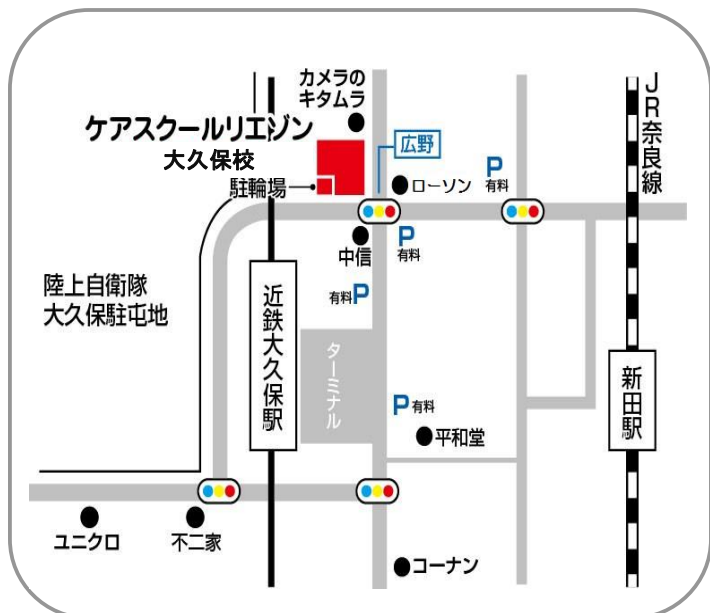 カメラの
キタムラ
ケアスクールリエゾン
大久保校
駐輪場
広野
ローソン
P
有料
JR奈良線
中信
P
有料
有料P
陸上自衛隊
大久保駐屯地
近鉄大久保駅
ターミナル
新田駅
P有料
平和堂
ユニクロ
不二家
コーナン